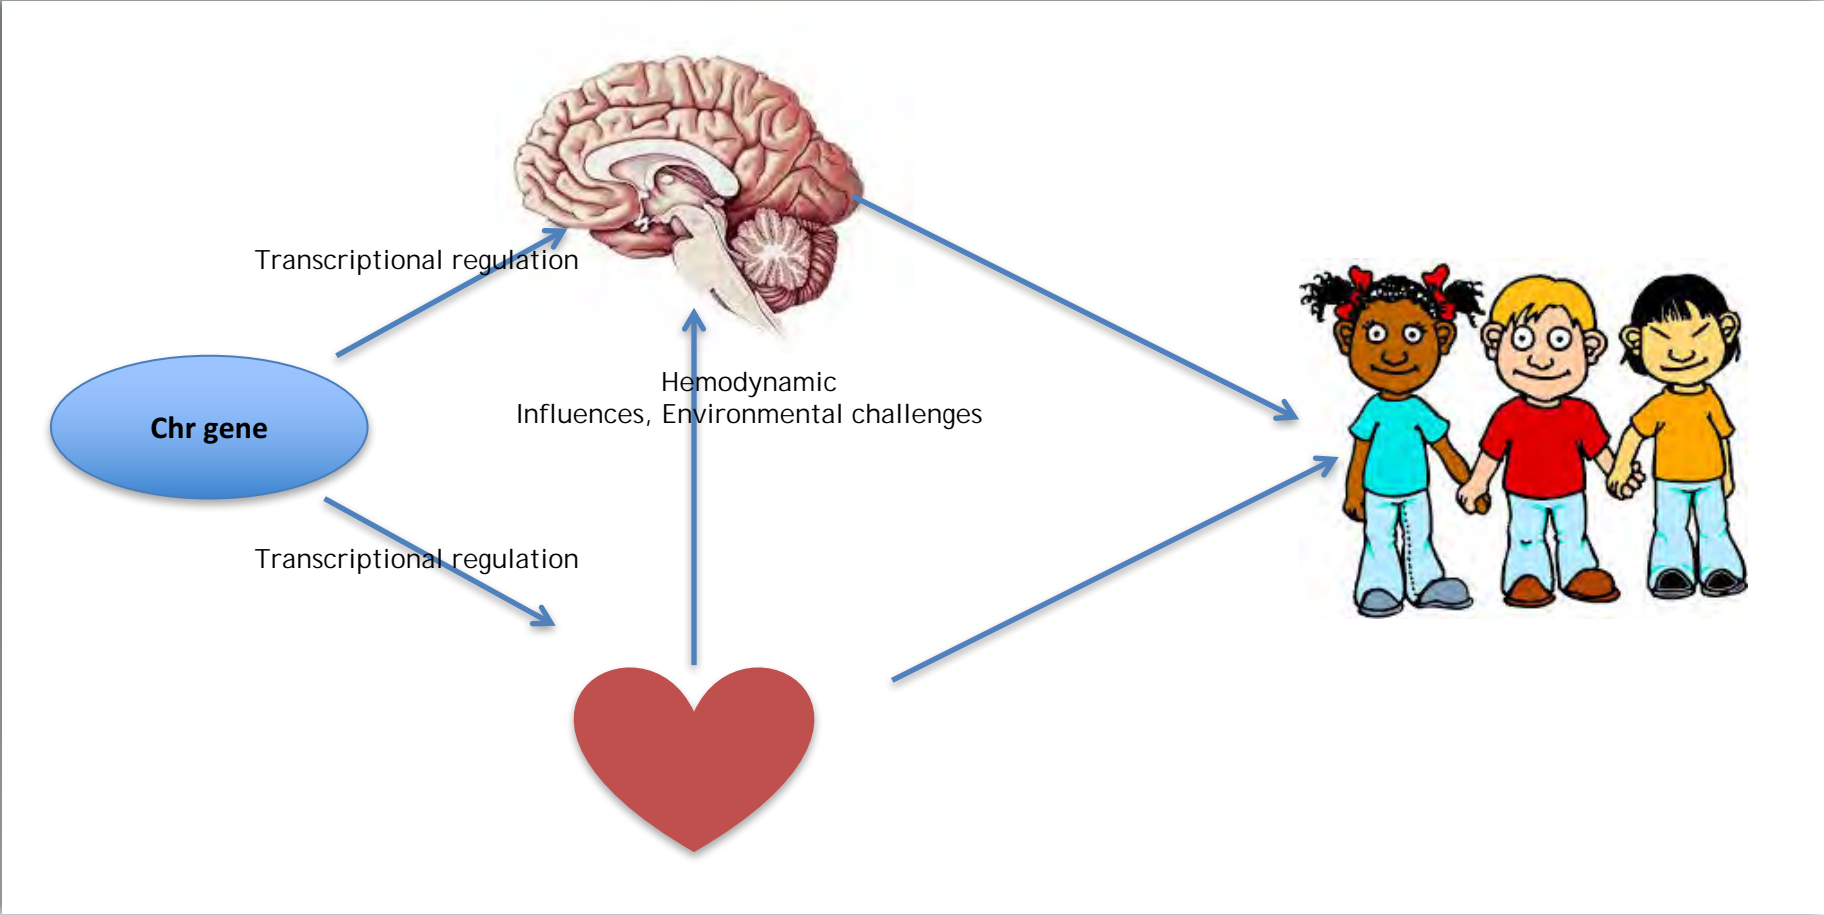 Transcriptional regulation
Hemodynamic
Influences, Environmental challenges
Chr gene
Transcriptional regulation